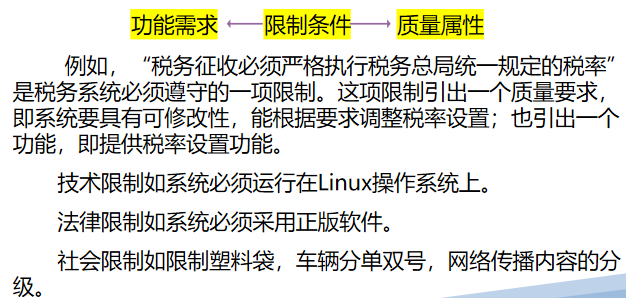 功能需求 限制条件 质量属性
例如，“税务征收必须严格执行税务总局统一规定的税率”
是税务系统必须遵守的一项限制。这项限制引出一个质量要求，
即系统要具有可修改性，能根据要求调整税率设置；也引出一个
功能，即提供税率设置功能。
技术限制如系统必须运行在Linux操作系统上。
法律限制如系统必须采用正版软件。
社会限制如限制塑料袋，车辆分单双号，网络传播内容的分
级。